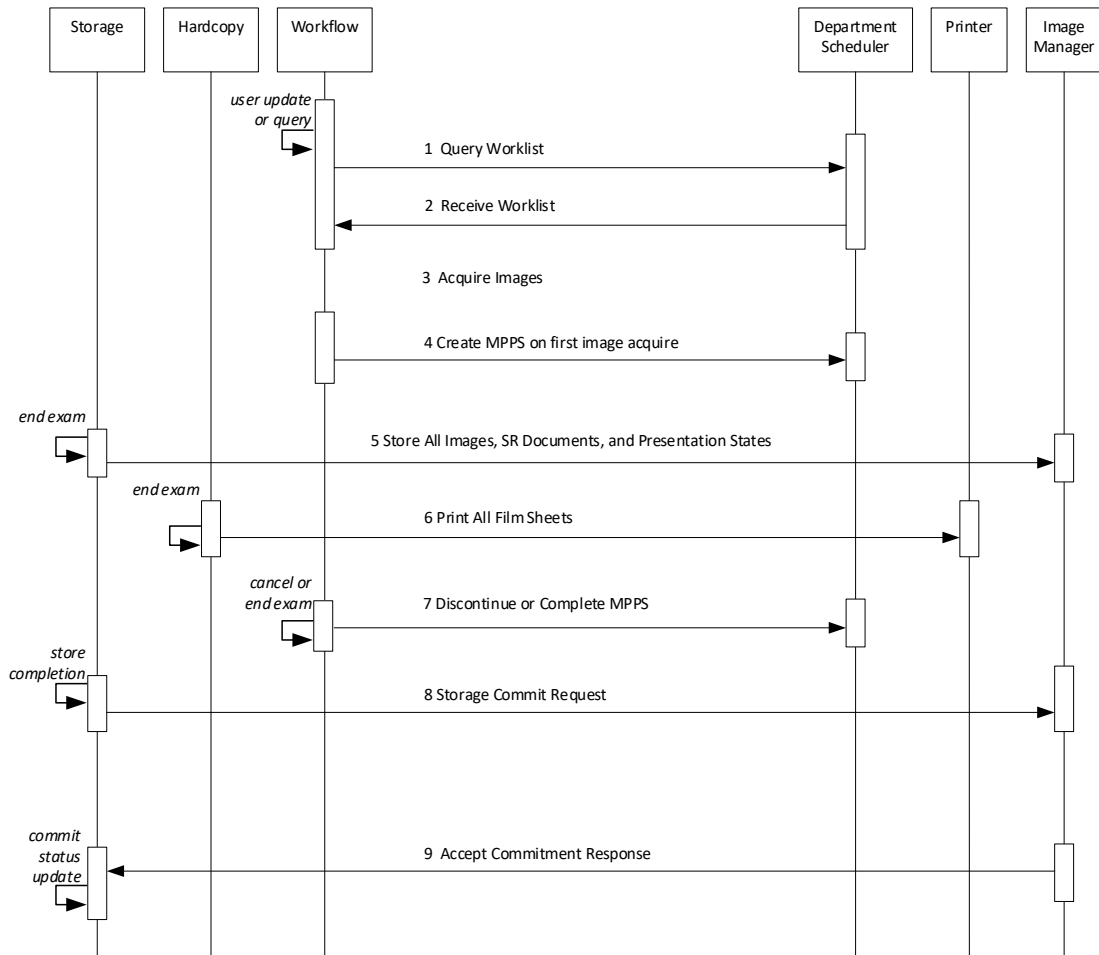 Storage
Hardcopy
Workflow
Department
Scheduler
Printer
Image
Manager
user update
or query
1  Query Worklist
2  Receive Worklist
3  Acquire Images
4 Create MPPS on first image acquire
end exam
5 Store All Images, SR Documents, and Presentation States
end exam
6 Print All Film Sheets
cancel or
end exam
7 Discontinue or Complete MPPS
store
completion
8 Storage Commit Request
commit
status
update
9  Accept Commitment Response